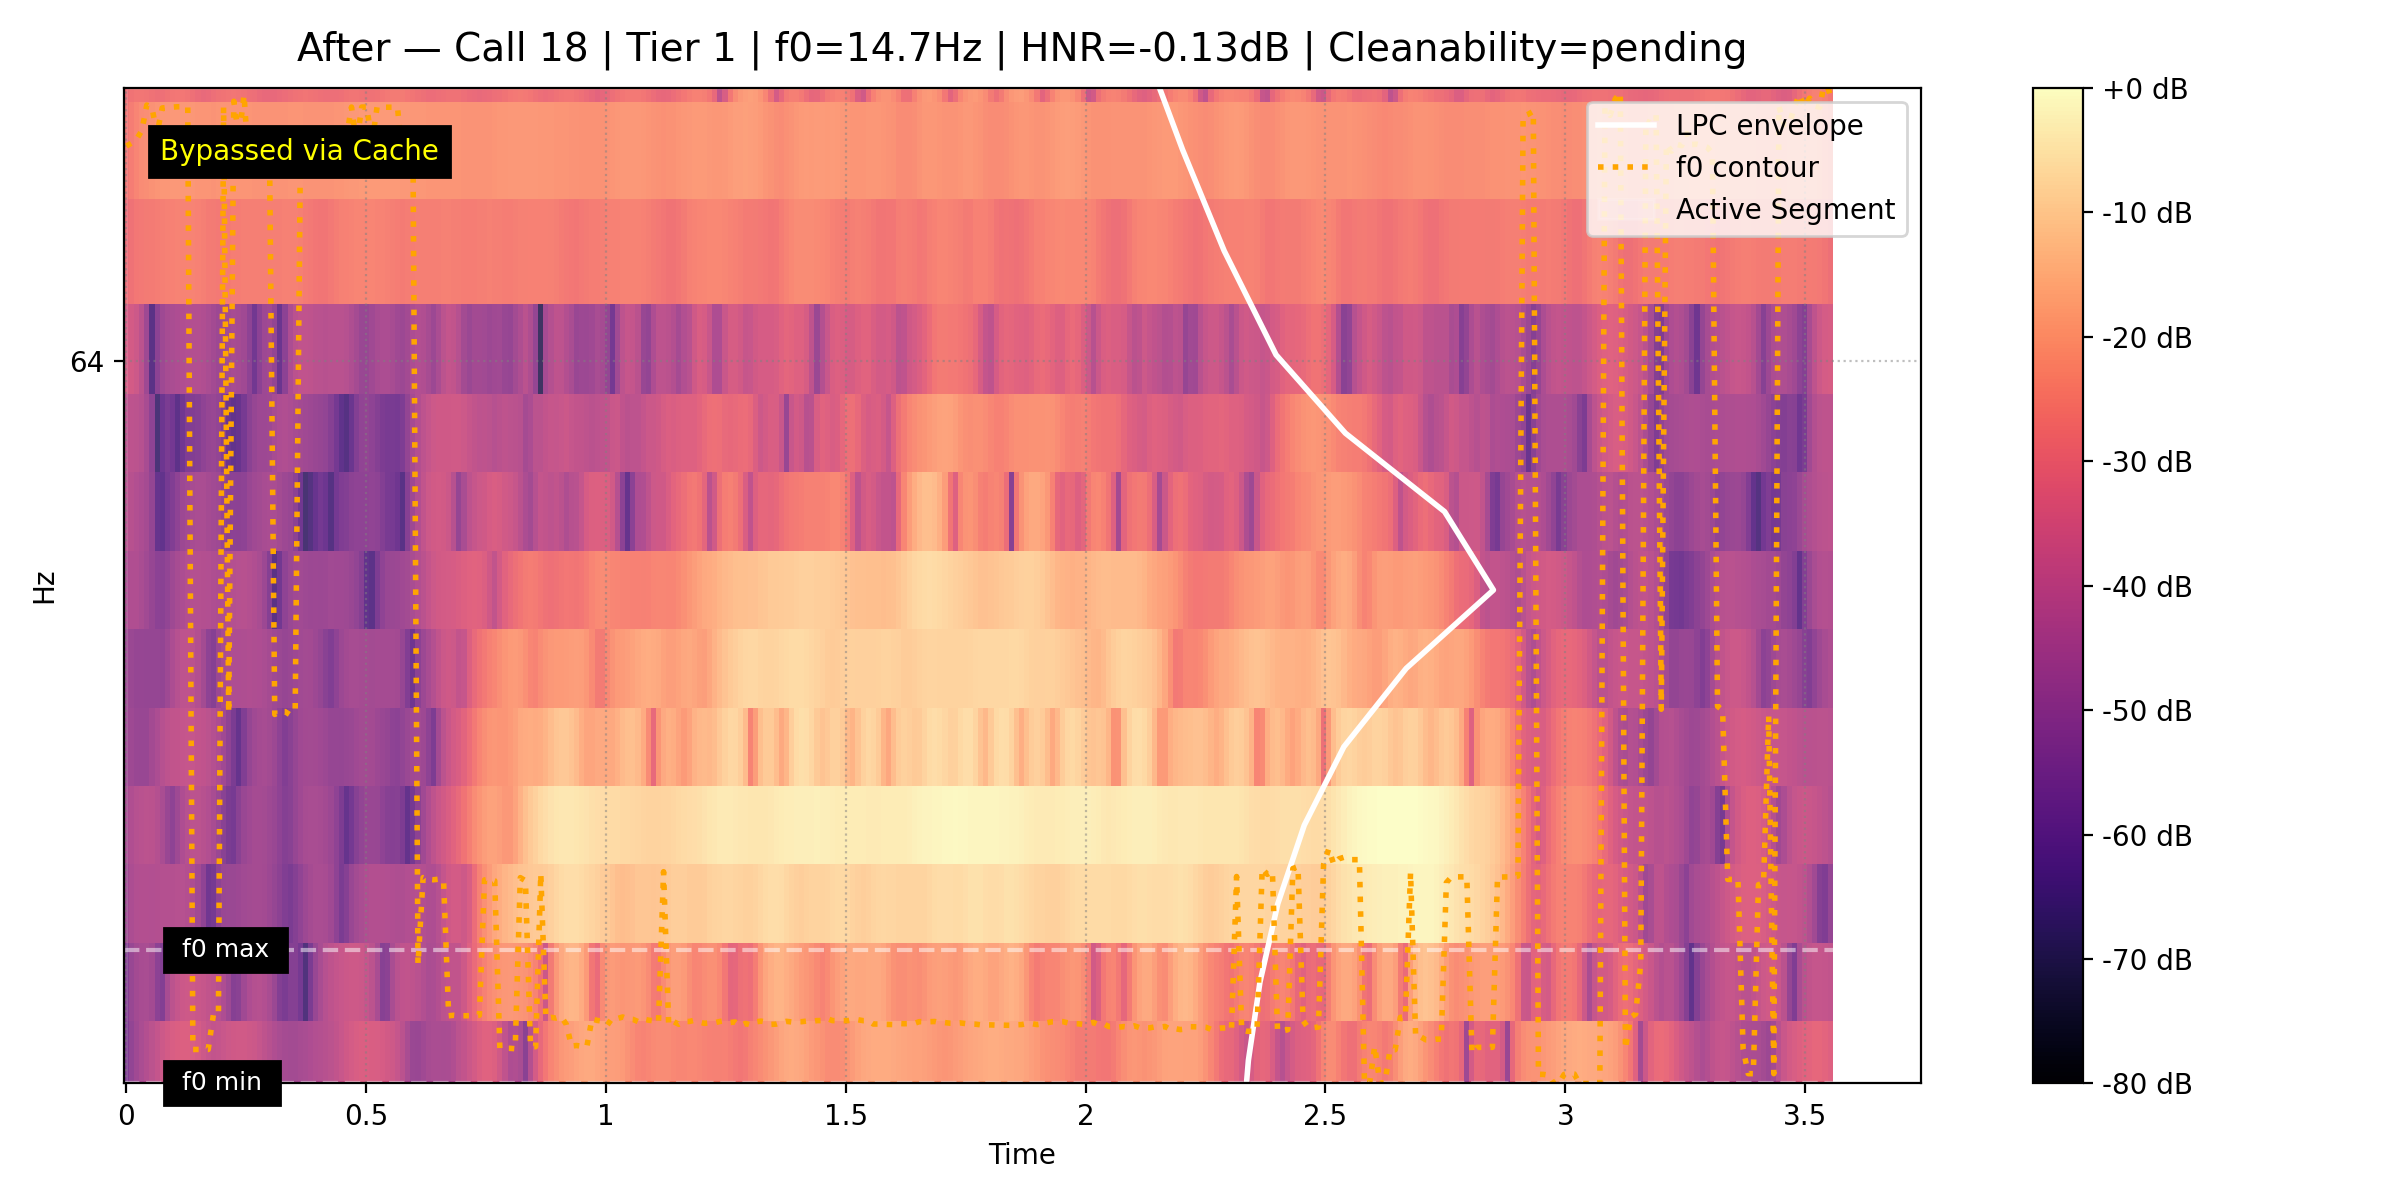 After — Call 18 | Tier 1 | f0=14.7Hz | HNR=-0.13dB | Cleanability=pending
Bypassed via Cache
LPC envelope
f0 contour
Active Segment
64
Hz
f0 max
f0 min
0
0.5
1
1.5
2
2.5
3
3.5
Time
+0 dB
-10 dB
-20 dB
-30 dB
-40 dB
-50 dB
-60 dB
-70 dB
-80 dB